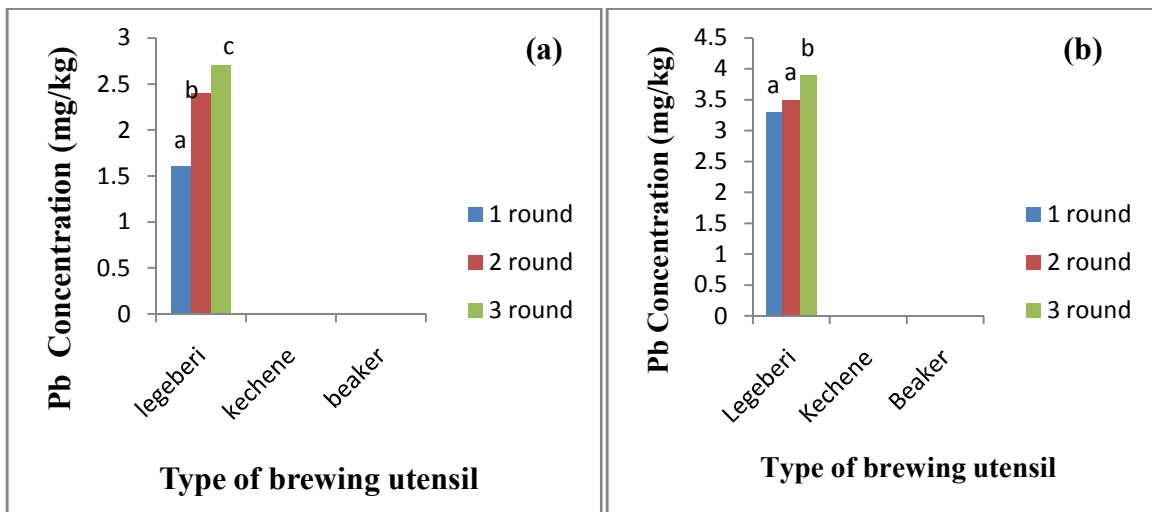 (a)
Pb Concentration (mg/kg)
3
2.5
2
1.5
1
0.5
0
a
b
c
legeberi
kechene
beaker
Type of brewing utensil
1 round
2 round
3 round
(b)
Pb Concentration (mg/kg)
4.5
4
3.5
3
2.5
2
1.5
1
0.5
0
a
a
b
Legeberi
Kechene
Beaker
Type of brewing utensil
1 round
2 round
3 round